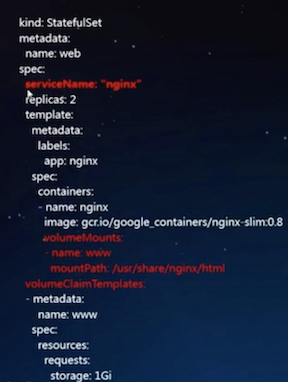 kind: StatefulSet
metadata:
name: web
spec:
serviceName: "nginx"
replicas: 2
template:
metadata:
labels:
app: nginx
spec:
containers:
- name: nginx
image: gcr.io/google_containers/nginx-slim:0.8
volumeMounts:
- name: www
mountPath: /usr/share/nginx/html
volumeClaimTemplates:
- metadata:
name: www
spec:
resources:
requests:
storage: 1Gi